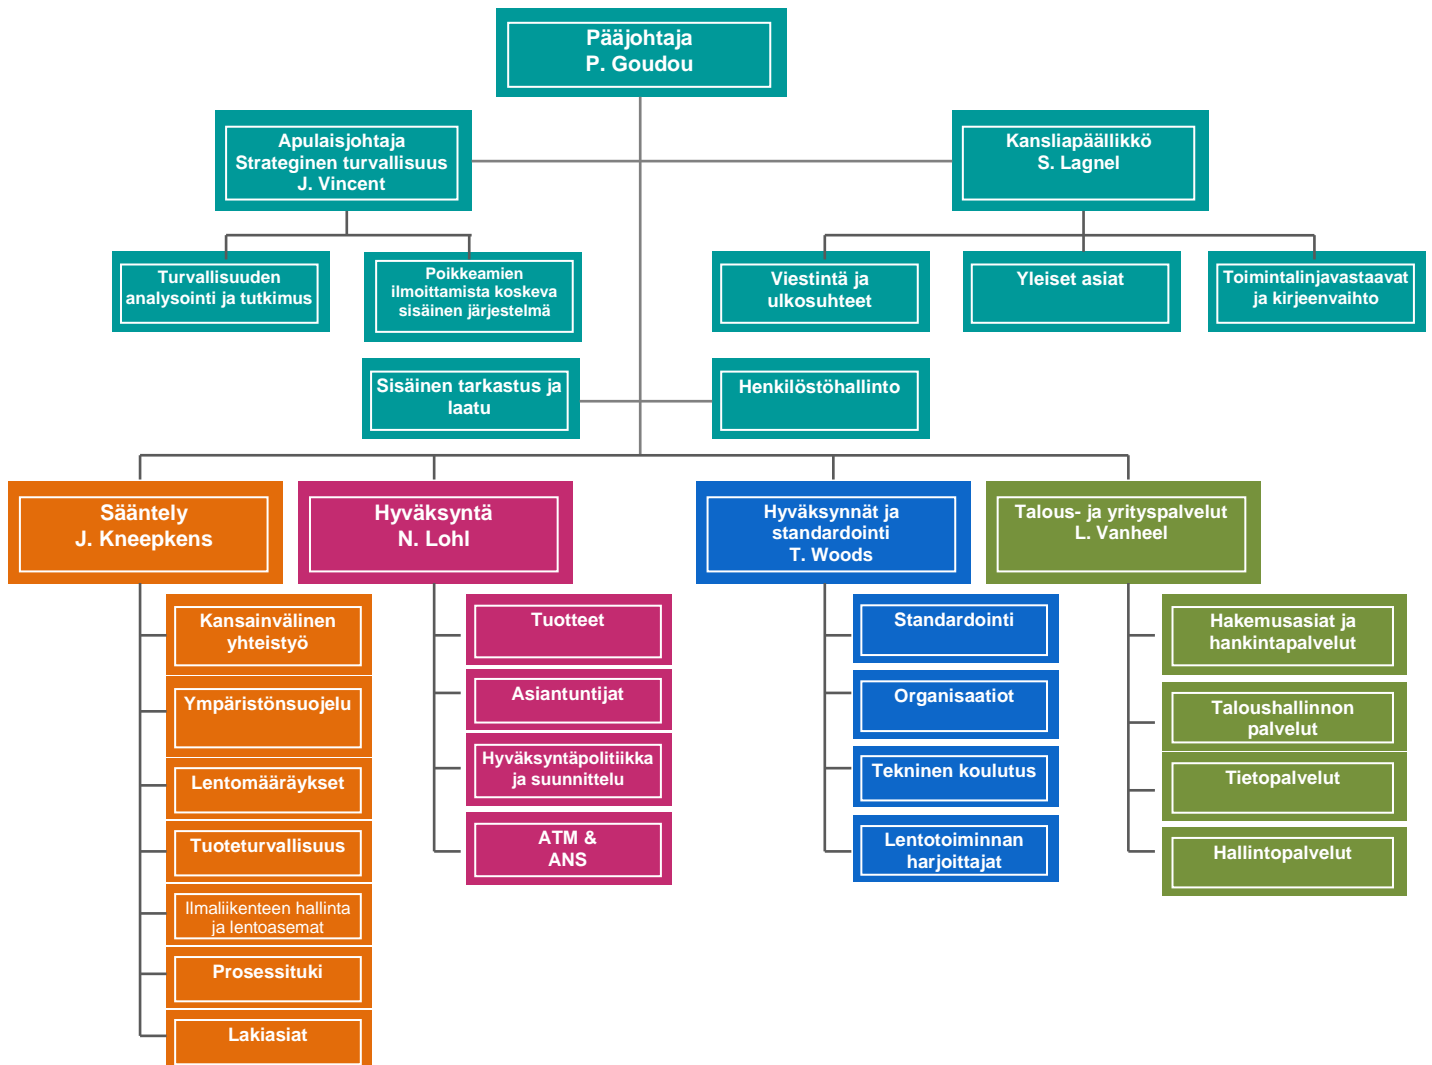 Pääjohtaja
P. Goudou
Apulaisjohtaja
Strateginen turvallisuus
J. Vincent
Kansliapäällikkö
S. Lagnel
Turvallisuuden
analysointi ja tutkimus
Poikkeamien
ilmoittamista koskeva
sisäinen järjestelmä
Viestintä ja
ulkosuhteet
Yleiset asiat
Toimintalinjavastaavat
ja kirjeenvaihto
Sisäinen tarkastus ja
laatu
Henkilöstöhallinto
Sääntely
J. Kneepkens
Hyväksyntä
N. Lohl
Hyväksynnät ja
standardointi
T. Woods
Talous- ja yrityspalvelut
L. Vanheel
Kansainvälinen
yhteistyö
Ympäristönsuojelu
Lentomääräykset
Tuoteturvallisuus
Ilmaliikenteen hallinta
ja lentoasemat
Prosessituki
Lakiasiat
Tuotteet
Asiantuntijat
Hyväksyntäpolitiikka
ja suunnittelu
ATM &
ANS
Standardointi
Organisaatiot
Tekninen koulutus
Lentotoiminnan
harjoittajat
Hakemusasiat ja
hankintapalvelut
Taloushallinnon
palvelut
Tietopalvelut
Hallintopalvelut